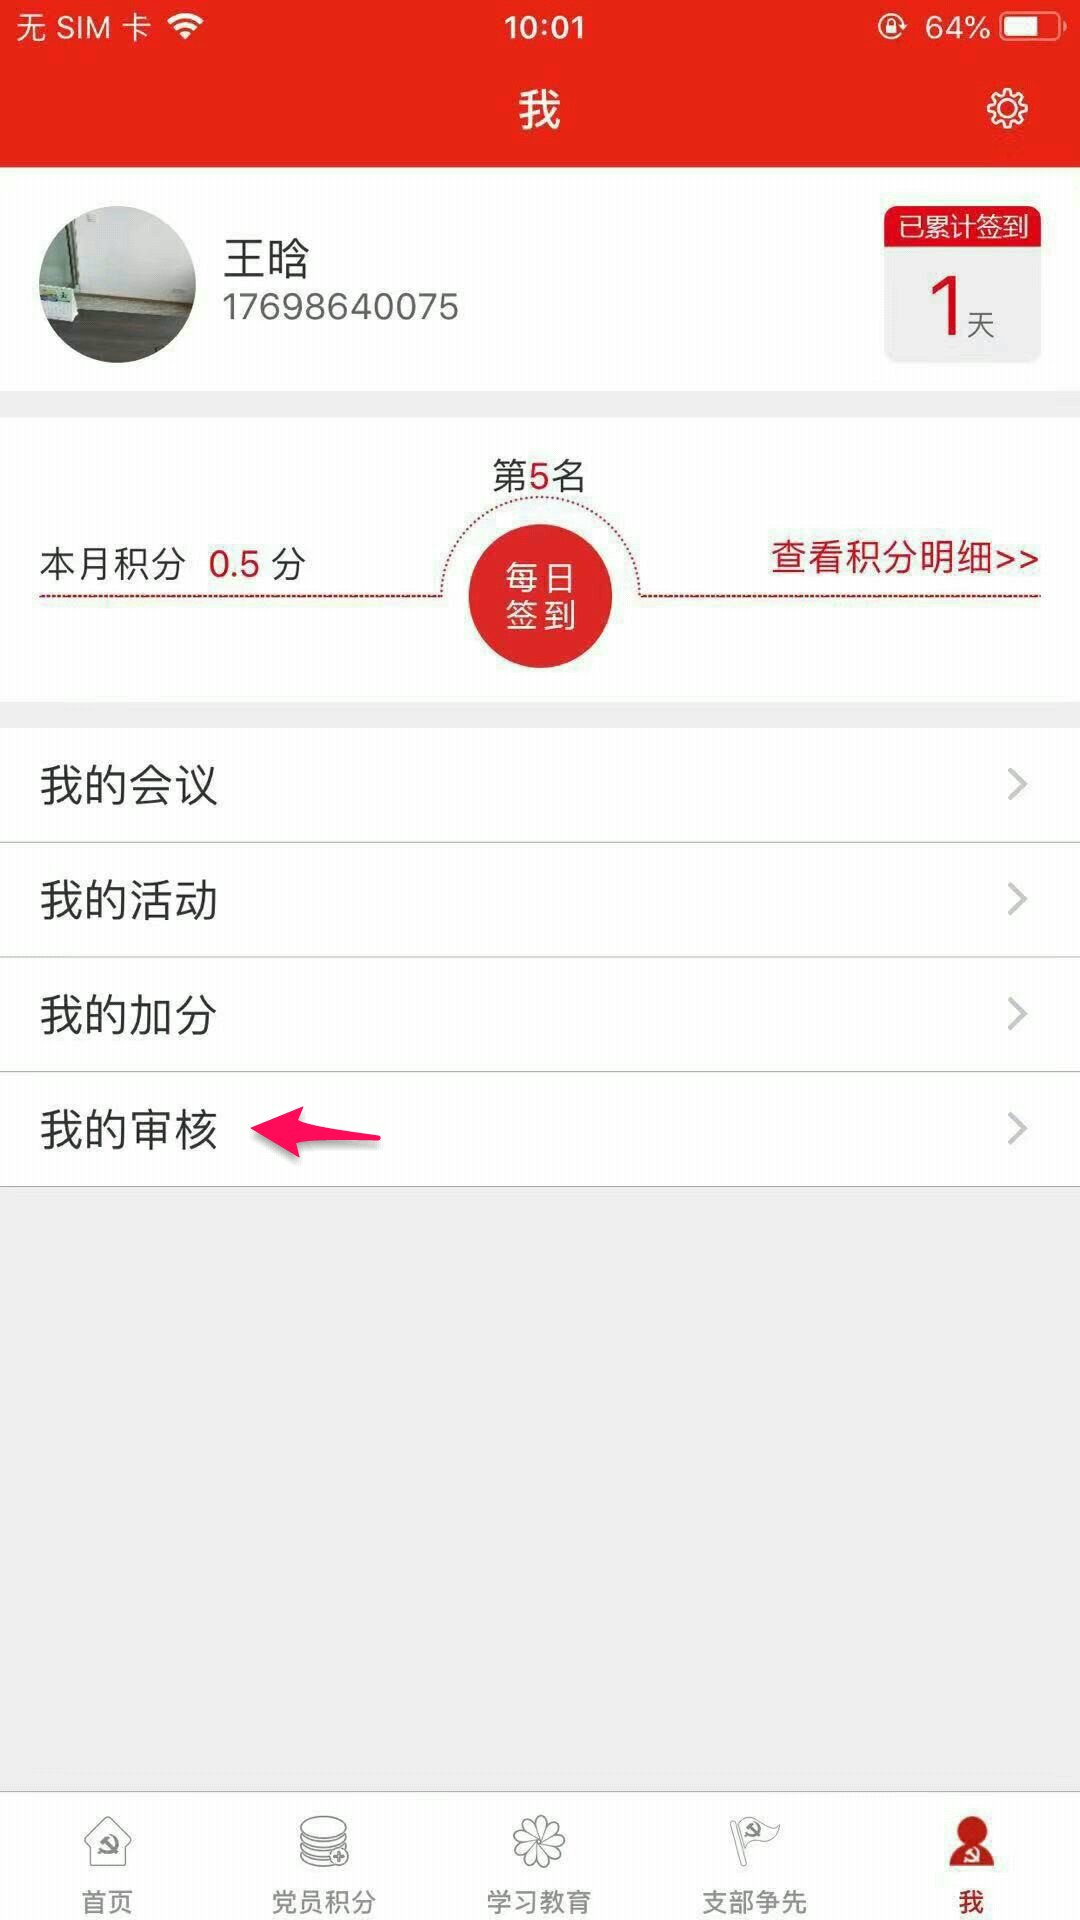 无 SIM 卡 10:01 64%
我
王晗
17698640075
已累计签到
1天
第5名
本月积分 0.5 分
每日
签到
查看积分明细>>
我的会议
我的活动
我的加分
我的审核
首页 党员积分 学习教育 支部争先 我